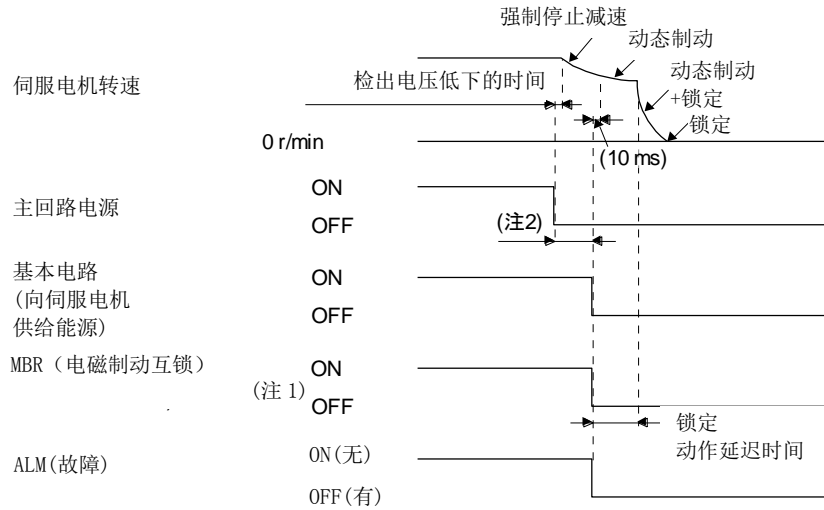 强制停止减速
动态制动
伺服电机转速
检出电压低下的时间
动态制动
+锁定
锁定
0 r/min
(10 ms)
主回路电源
ON
OFF
(注2)
基本电路
(向伺服电机
供给能源)
ON
OFF
MBR（电磁制动互锁）
(注 1)
ON
OFF
锁定
动作延迟时间
ALM(故障)
ON(无)
OFF(有)